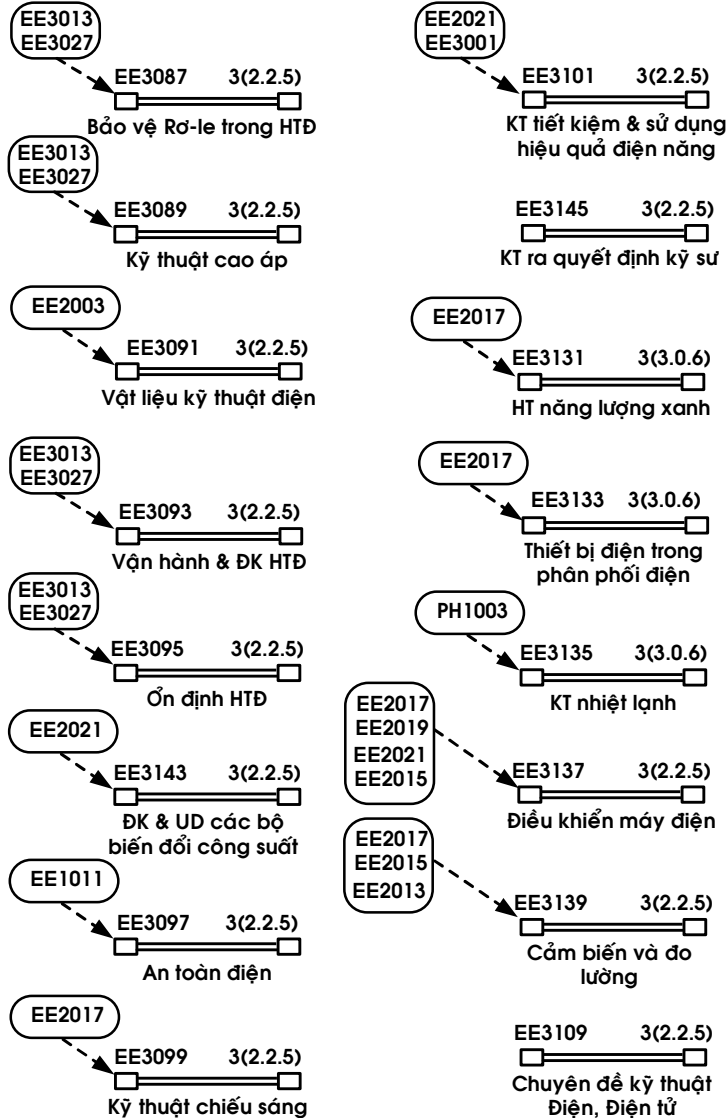 EE3013
EE3027
EE3087 3(2.2.5)
Bảo vệ Rơ-le trong HTĐ
EE3013
EE3027
EE3089 3(2.2.5)
Kỹ thuật cao áp
EE2003
EE3091 3(2.2.5)
Vật liệu kỹ thuật điện
EE3013
EE3027
EE3093 3(2.2.5)
Vận hành & ĐK HTĐ
EE3013
EE3027
EE3095 3(2.2.5)
Ổn định HTĐ
EE2021
EE3143 3(2.2.5)
ĐK & UD các bộ
biến đổi công suất
EE1011
EE3097 3(2.2.5)
An toàn điện
EE2017
EE3099 3(2.2.5)
Kỹ thuật chiếu sáng
EE2021
EE3001
EE3101 3(2.2.5)
KT tiết kiệm & sử dụng
hiệu quả điện năng
EE3145 3(2.2.5)
KT ra quyết định kỹ sư
EE2017
EE3131 3(3.0.6)
HT năng lượng xanh
EE2017
EE3133 3(3.0.6)
Thiết bị điện trong
phân phối điện
PH1003
EE3135 3(3.0.6)
KT nhiệt lạnh
EE2017
EE2019
EE2021
EE2015
EE3137 3(2.2.5)
Điều khiển máy điện
EE2017
EE2015
EE2013
EE3139 3(2.2.5)
Cảm biến và đo
lường
EE3109 3(2.2.5)
Chuyên đề kỹ thuật
Điện, Điện tử